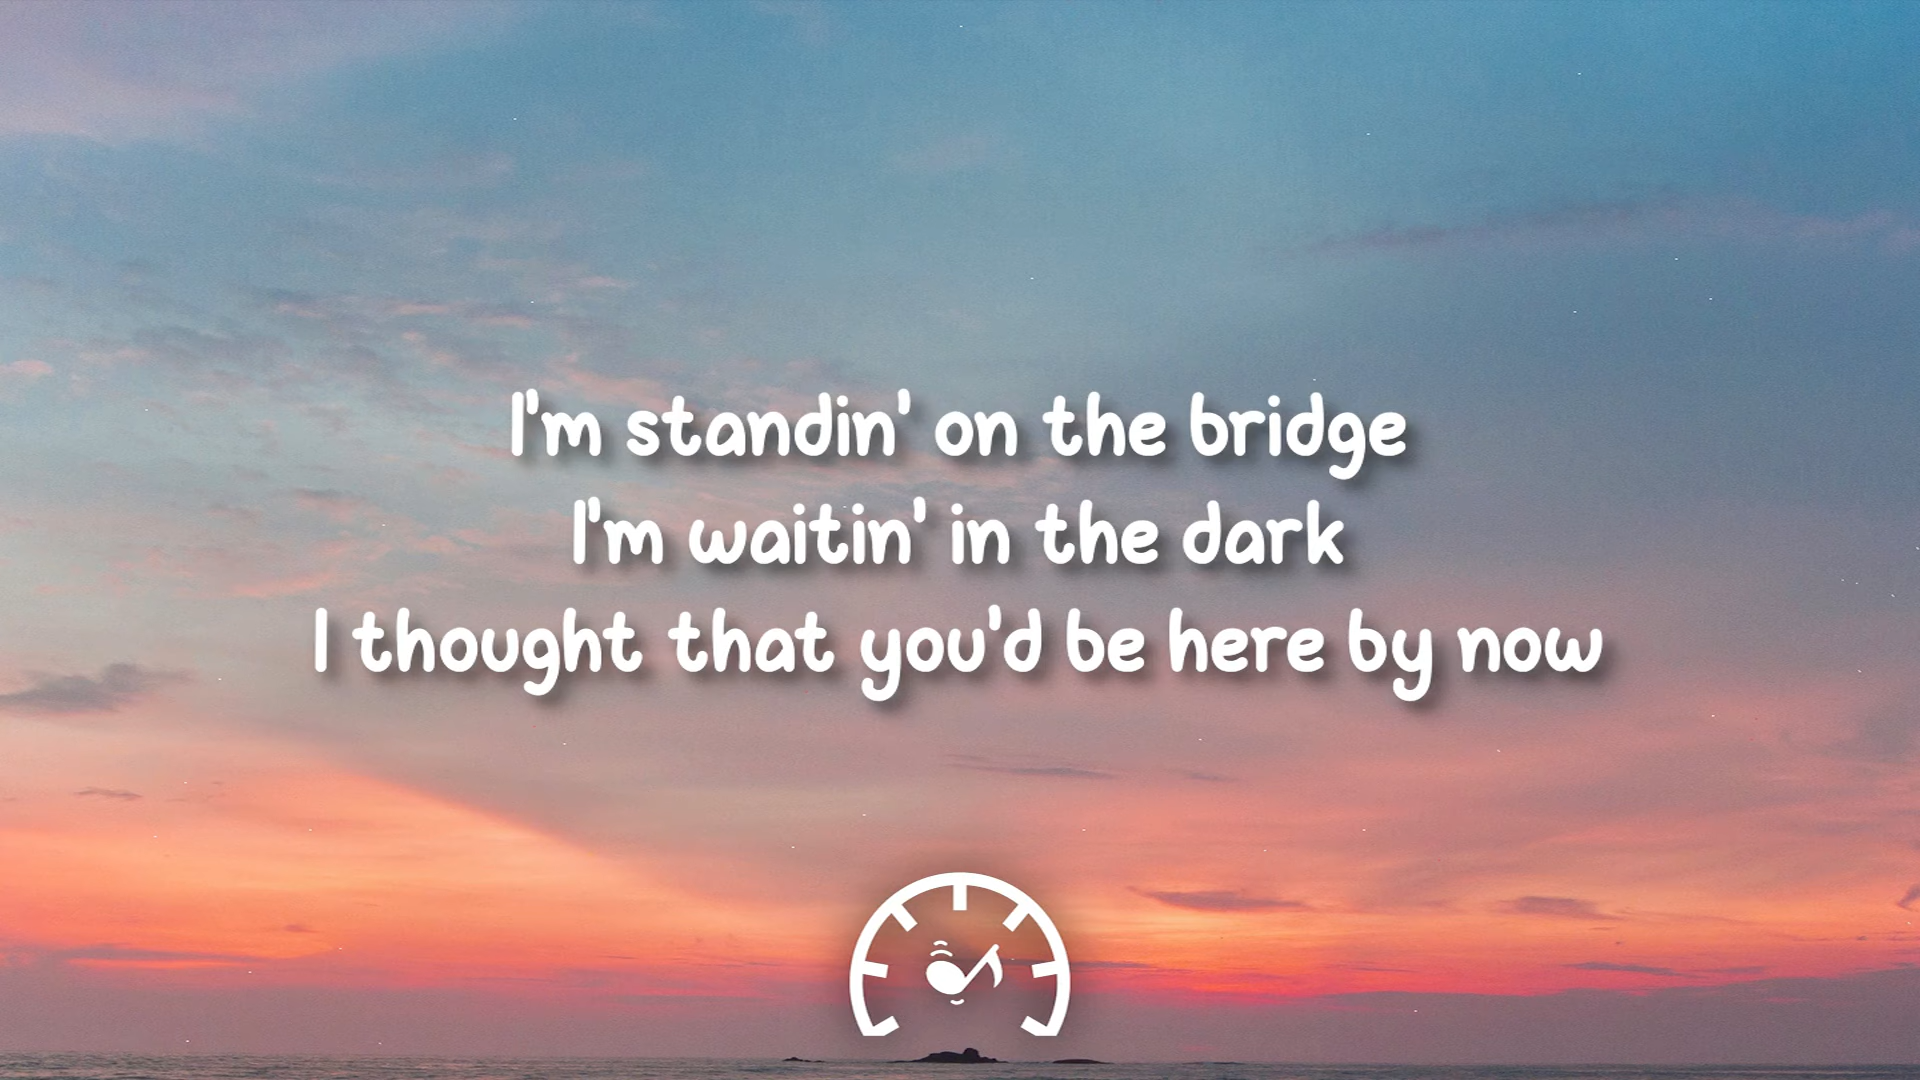 I'm standin' on the bridge
I'm waitin' in the dark
I thought that you'd be here by now